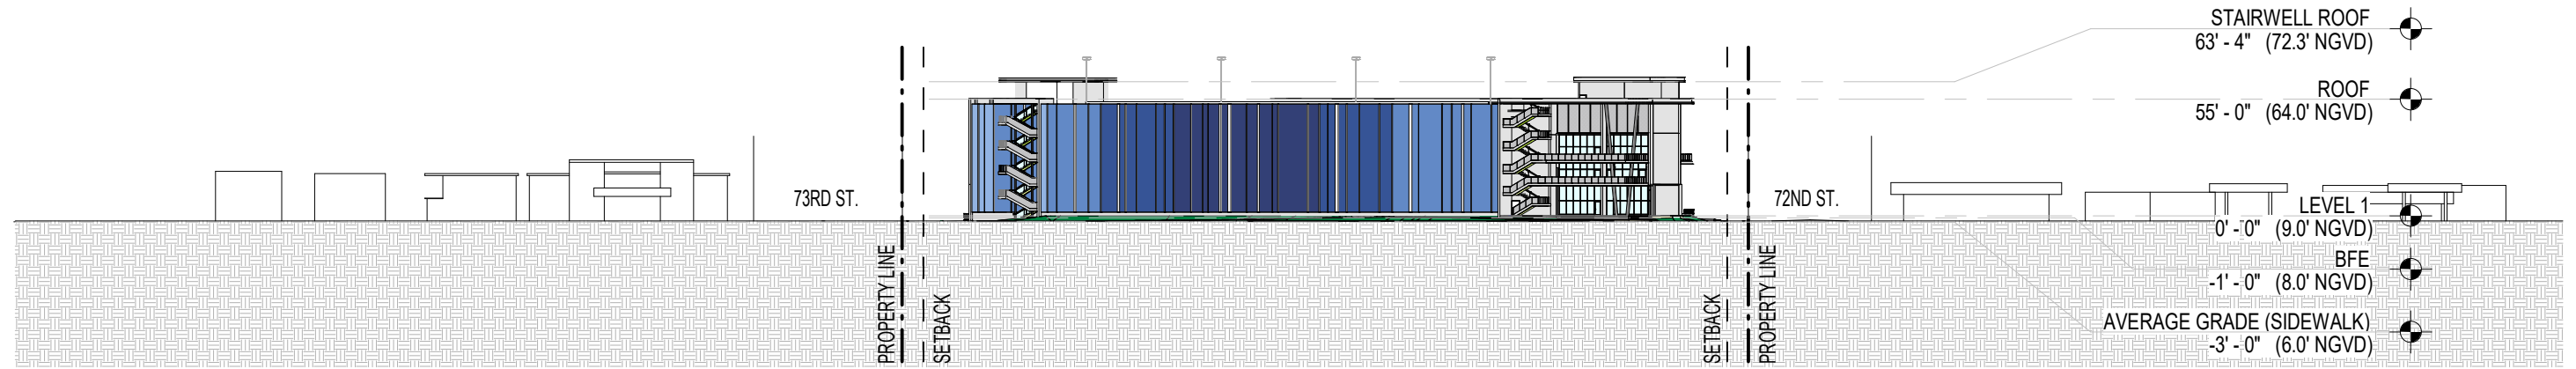 STAIRWELL ROOF
63' - 4" (72.3' NGVD)
ROOF
55' - 0" (64.0' NGVD)
73RD ST.
72ND ST.
LEVEL 1
0' - 0" (9.0' NGVD)
BFE
-1' - 0" (8.0' NGVD)
AVERAGE GRADE (SIDEWALK)
-3' - 0" (6.0' NGVD)
PROPERTY LINE
SETBACK
SETBACK
PROPERTY LINE